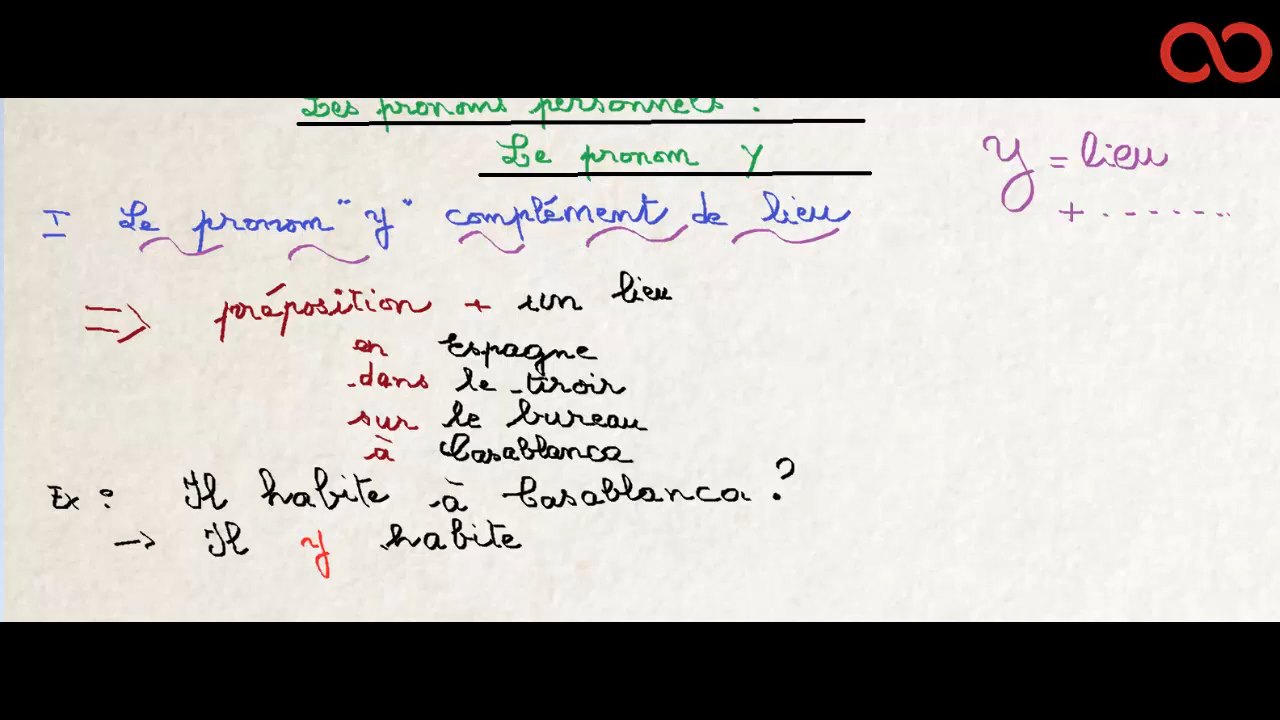 Les pronoms personnels :
Le pronom y
y = lieu
+ . - - - - ..
I Le pronom "y" complément de lieu
⇒ préposition + un lieu
en Espagne
dans le tiroir
sur le bureau
à Casablanca
Ex : Il habite à Casablanca ?
→ Il y habite